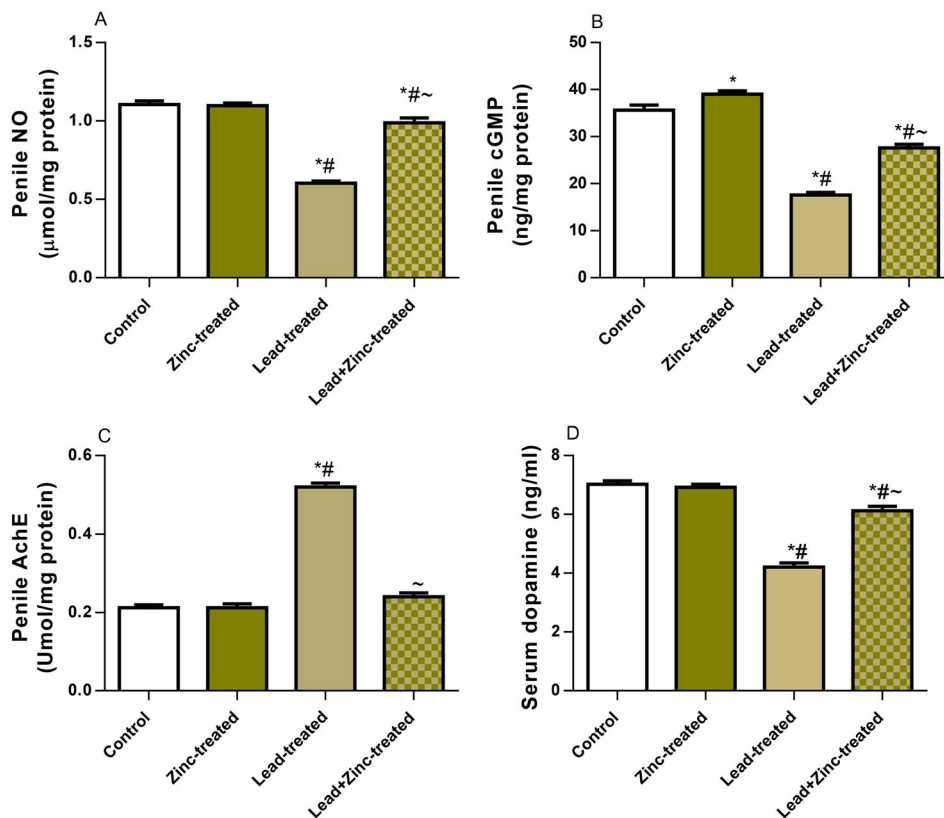 A
Penile NO
(μmol/mg protein)
1.5
1.0
0.5
0.0
*#
*#~
Control
Zinc-treated
Lead-treated
Lead+Zinc-treated
B
Penile cGMP
(ng/mg protein)
50
40
30
20
10
0
*
*#
*#~
Control
Zinc-treated
Lead-treated
Lead+Zinc-treated
C
Penile AchE
(Umol/mg protein)
0.6
0.4
0.2
0.0
*#
~
Control
Zinc-treated
Lead-treated
Lead+Zinc-treated
D
Serum dopamine (ng/ml)
8
6
4
2
0
*#
*#~
Control
Zinc-treated
Lead-treated
Lead+Zinc-treated